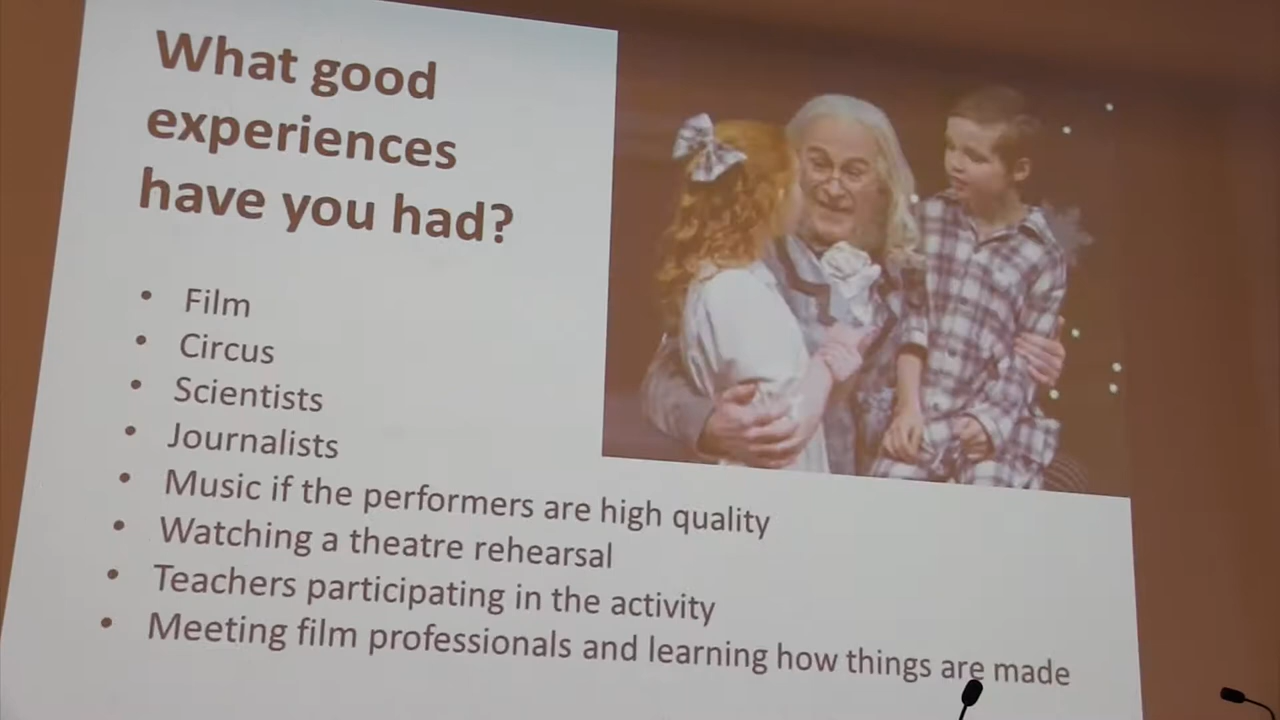 What good
experiences
have you had?
• Film
• Circus
• Scientists
• Journalists
• Music if the performers are high quality
• Watching a theatre rehearsal
• Teachers participating in the activity
• Meeting film professionals and learning how things are made